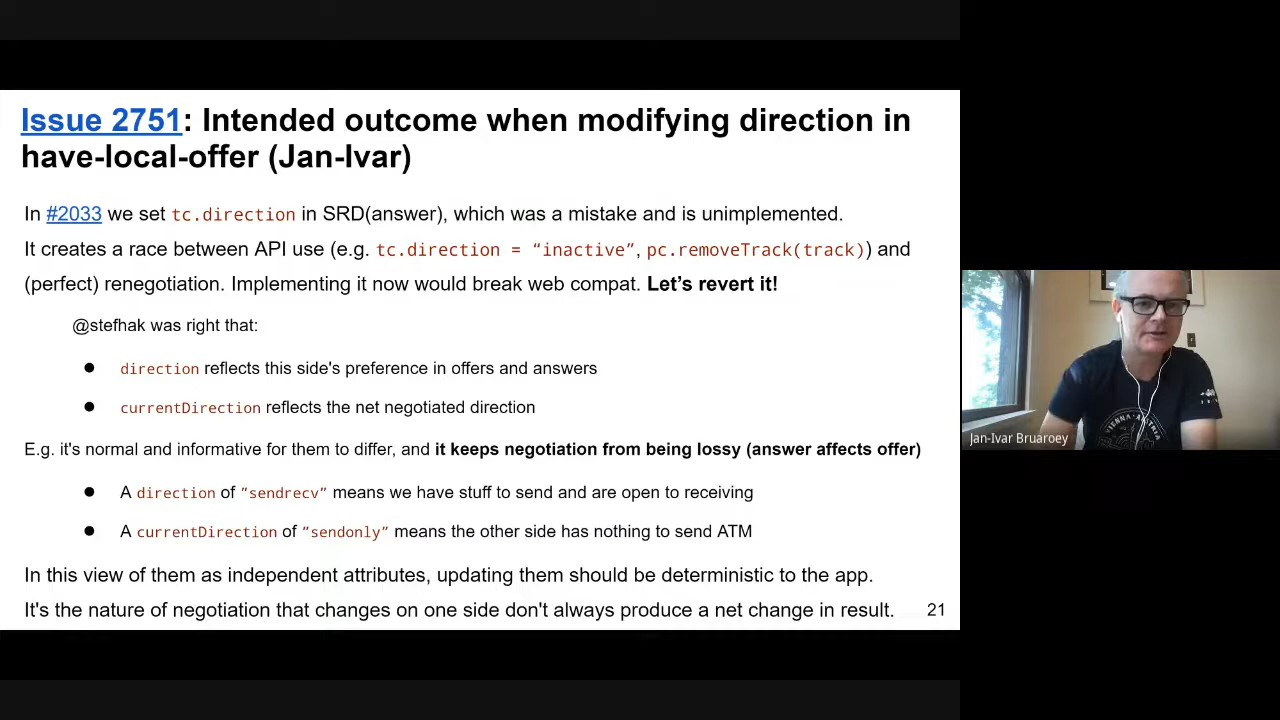 Issue 2751: Intended outcome when modifying direction in
have-local-offer (Jan-Ivar)
In #2033 we set tc.direction in SRD(answer), which was a mistake and is unimplemented.
It creates a race between API use (e.g. tc.direction = “inactive”, pc.removeTrack(track)) and
(perfect) renegotiation. Implementing it now would break web compat. Let’s revert it!
@stefhak was right that:
● direction reflects this side's preference in offers and answers
● currentDirection reflects the net negotiated direction
E.g. it's normal and informative for them to differ, and it keeps negotiation from being lossy (answer affects offer)
● A direction of ”sendrecv” means we have stuff to send and are open to receiving
● A currentDirection of ”sendonly” means the other side has nothing to send ATM
In this view of them as independent attributes, updating them should be deterministic to the app.
It's the nature of negotiation that changes on one side don't always produce a net change in result.
21
Jan-Ivar Bruaroey
VIENNA•AUSTRIA